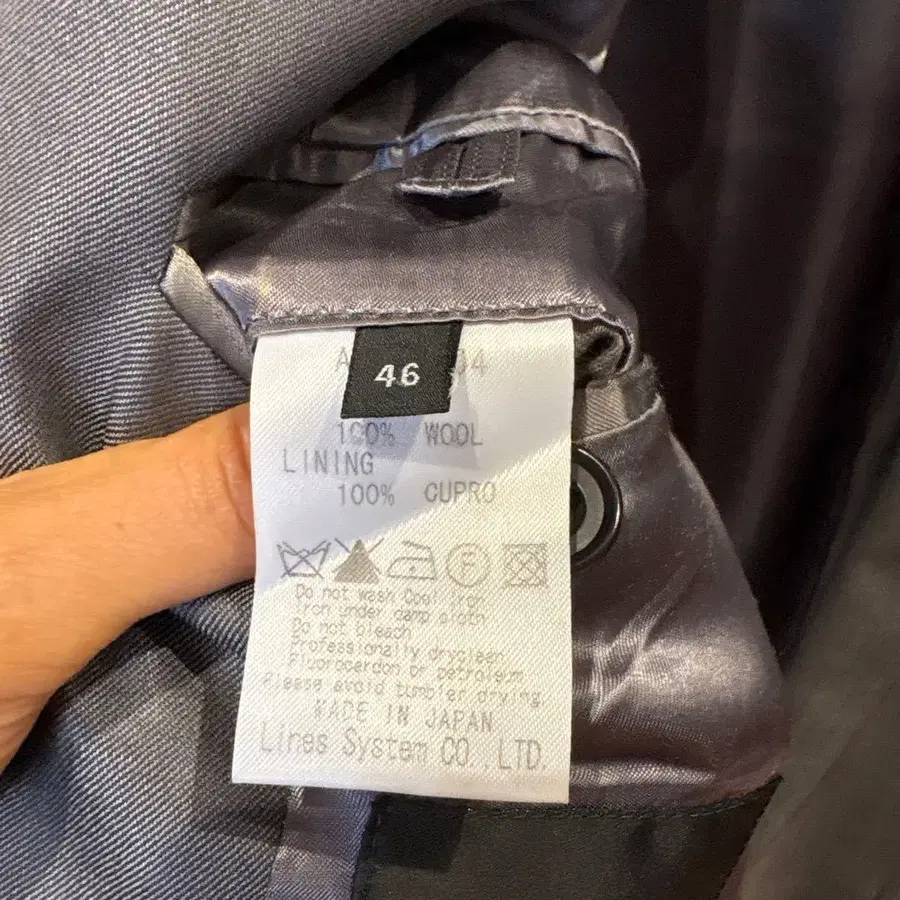 46
100% WOOL
LINING
100% CUPRO
F
Do not wash Cool iron
Iron under damp cloth
Do not bleach
Professionally dryclean
Fluorocardon or petroleum
Please avoid tumbler drying
MADE IN JAPAN
Lines System CO.,LTD.